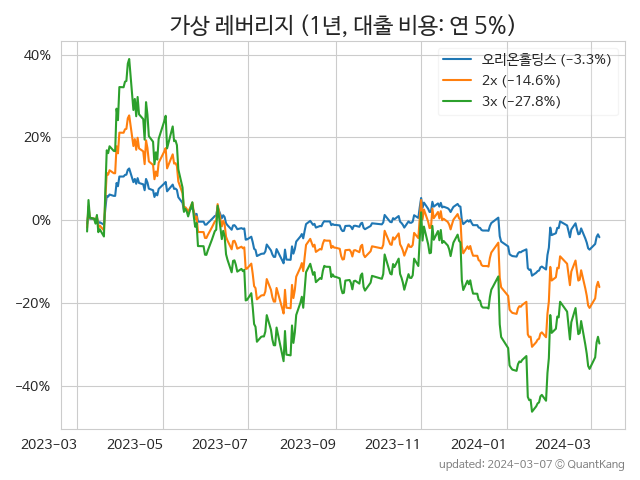 가상 레버리지 (1년, 대출 비용: 연 5%)
오리온홀딩스 (−3.3%)
2x (−14.6%)
3x (−27.8%)
40%
20%
0%
−20%
−40%
2023−03 2023−05 2023−07 2023−09 2023−11 2024−01 2024−03
updated: 2024−03−07 © QuantKang